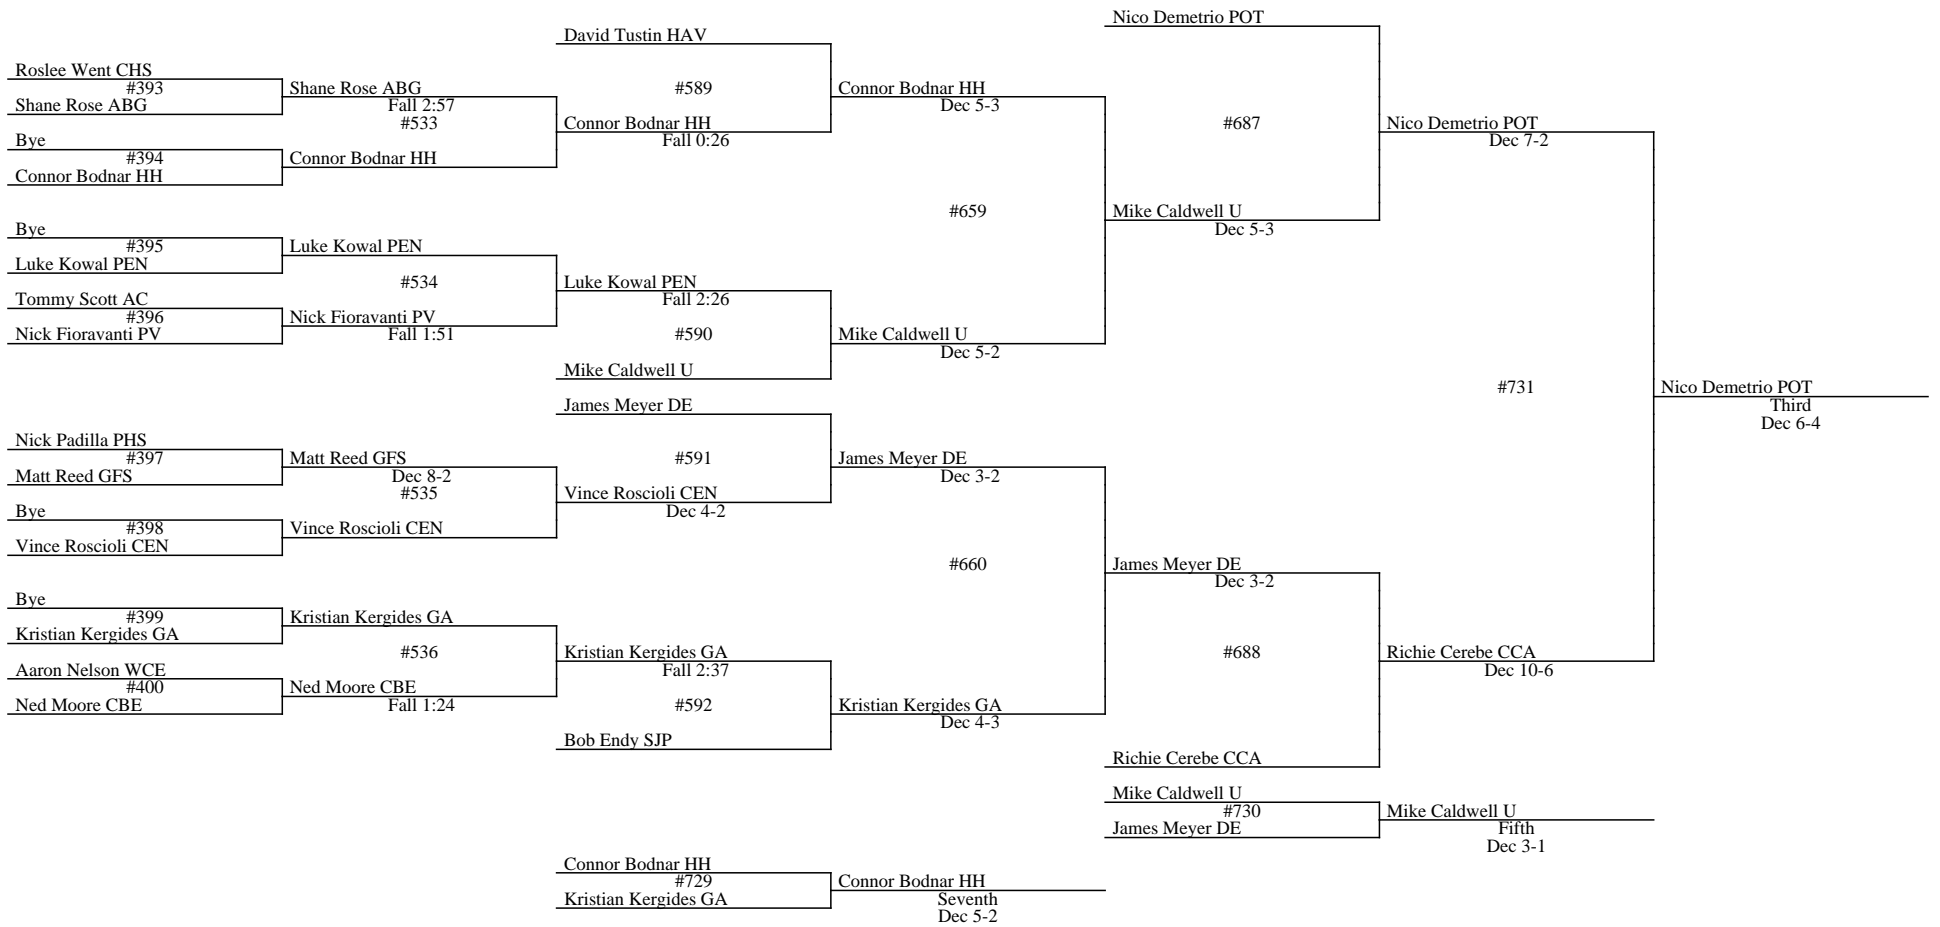 Nico Demetrio POT
David Tustin HAV
Roslee Went CHS
#393
Shane Rose ABG
Shane Rose ABG
Fall 2:57
#533
#589
Connor Bodnar HH
Dec 5-3
Connor Bodnar HH
Fall 0:26
#687
Nico Demetrio POT
Dec 7-2
Bye
#394
Connor Bodnar HH
Connor Bodnar HH
#659
Mike Caldwell U
Dec 5-3
Bye
#395
Luke Kowal PEN
Luke Kowal PEN
#534
Luke Kowal PEN
Fall 2:26
Tommy Scott AC
#396
Nick Fioravanti PV
Nick Fioravanti PV
Fall 1:51
#590
Mike Caldwell U
Dec 5-2
Mike Caldwell U
#731
Nico Demetrio POT
Third
Dec 6-4
James Meyer DE
Nick Padilla PHS
#397
Matt Reed GFS
Matt Reed GFS
Dec 8-2
#535
#591
James Meyer DE
Dec 3-2
Vince Roscioli CEN
Dec 4-2
Bye
#398
Vince Roscioli CEN
Vince Roscioli CEN
#660
James Meyer DE
Dec 3-2
Bye
#399
Kristian Kergides GA
Kristian Kergides GA
#536
Kristian Kergides GA
Fall 2:37
#688
Richie Cerebe CCA
Dec 10-6
Aaron Nelson WCE
#400
Ned Moore CBE
Ned Moore CBE
Fall 1:24
#592
Kristian Kergides GA
Dec 4-3
Bob Endy SJP
Richie Cerebe CCA
Mike Caldwell U
#730
James Meyer DE
Mike Caldwell U
Fifth
Dec 3-1
Connor Bodnar HH
#729
Kristian Kergides GA
Connor Bodnar HH
Seventh
Dec 5-2